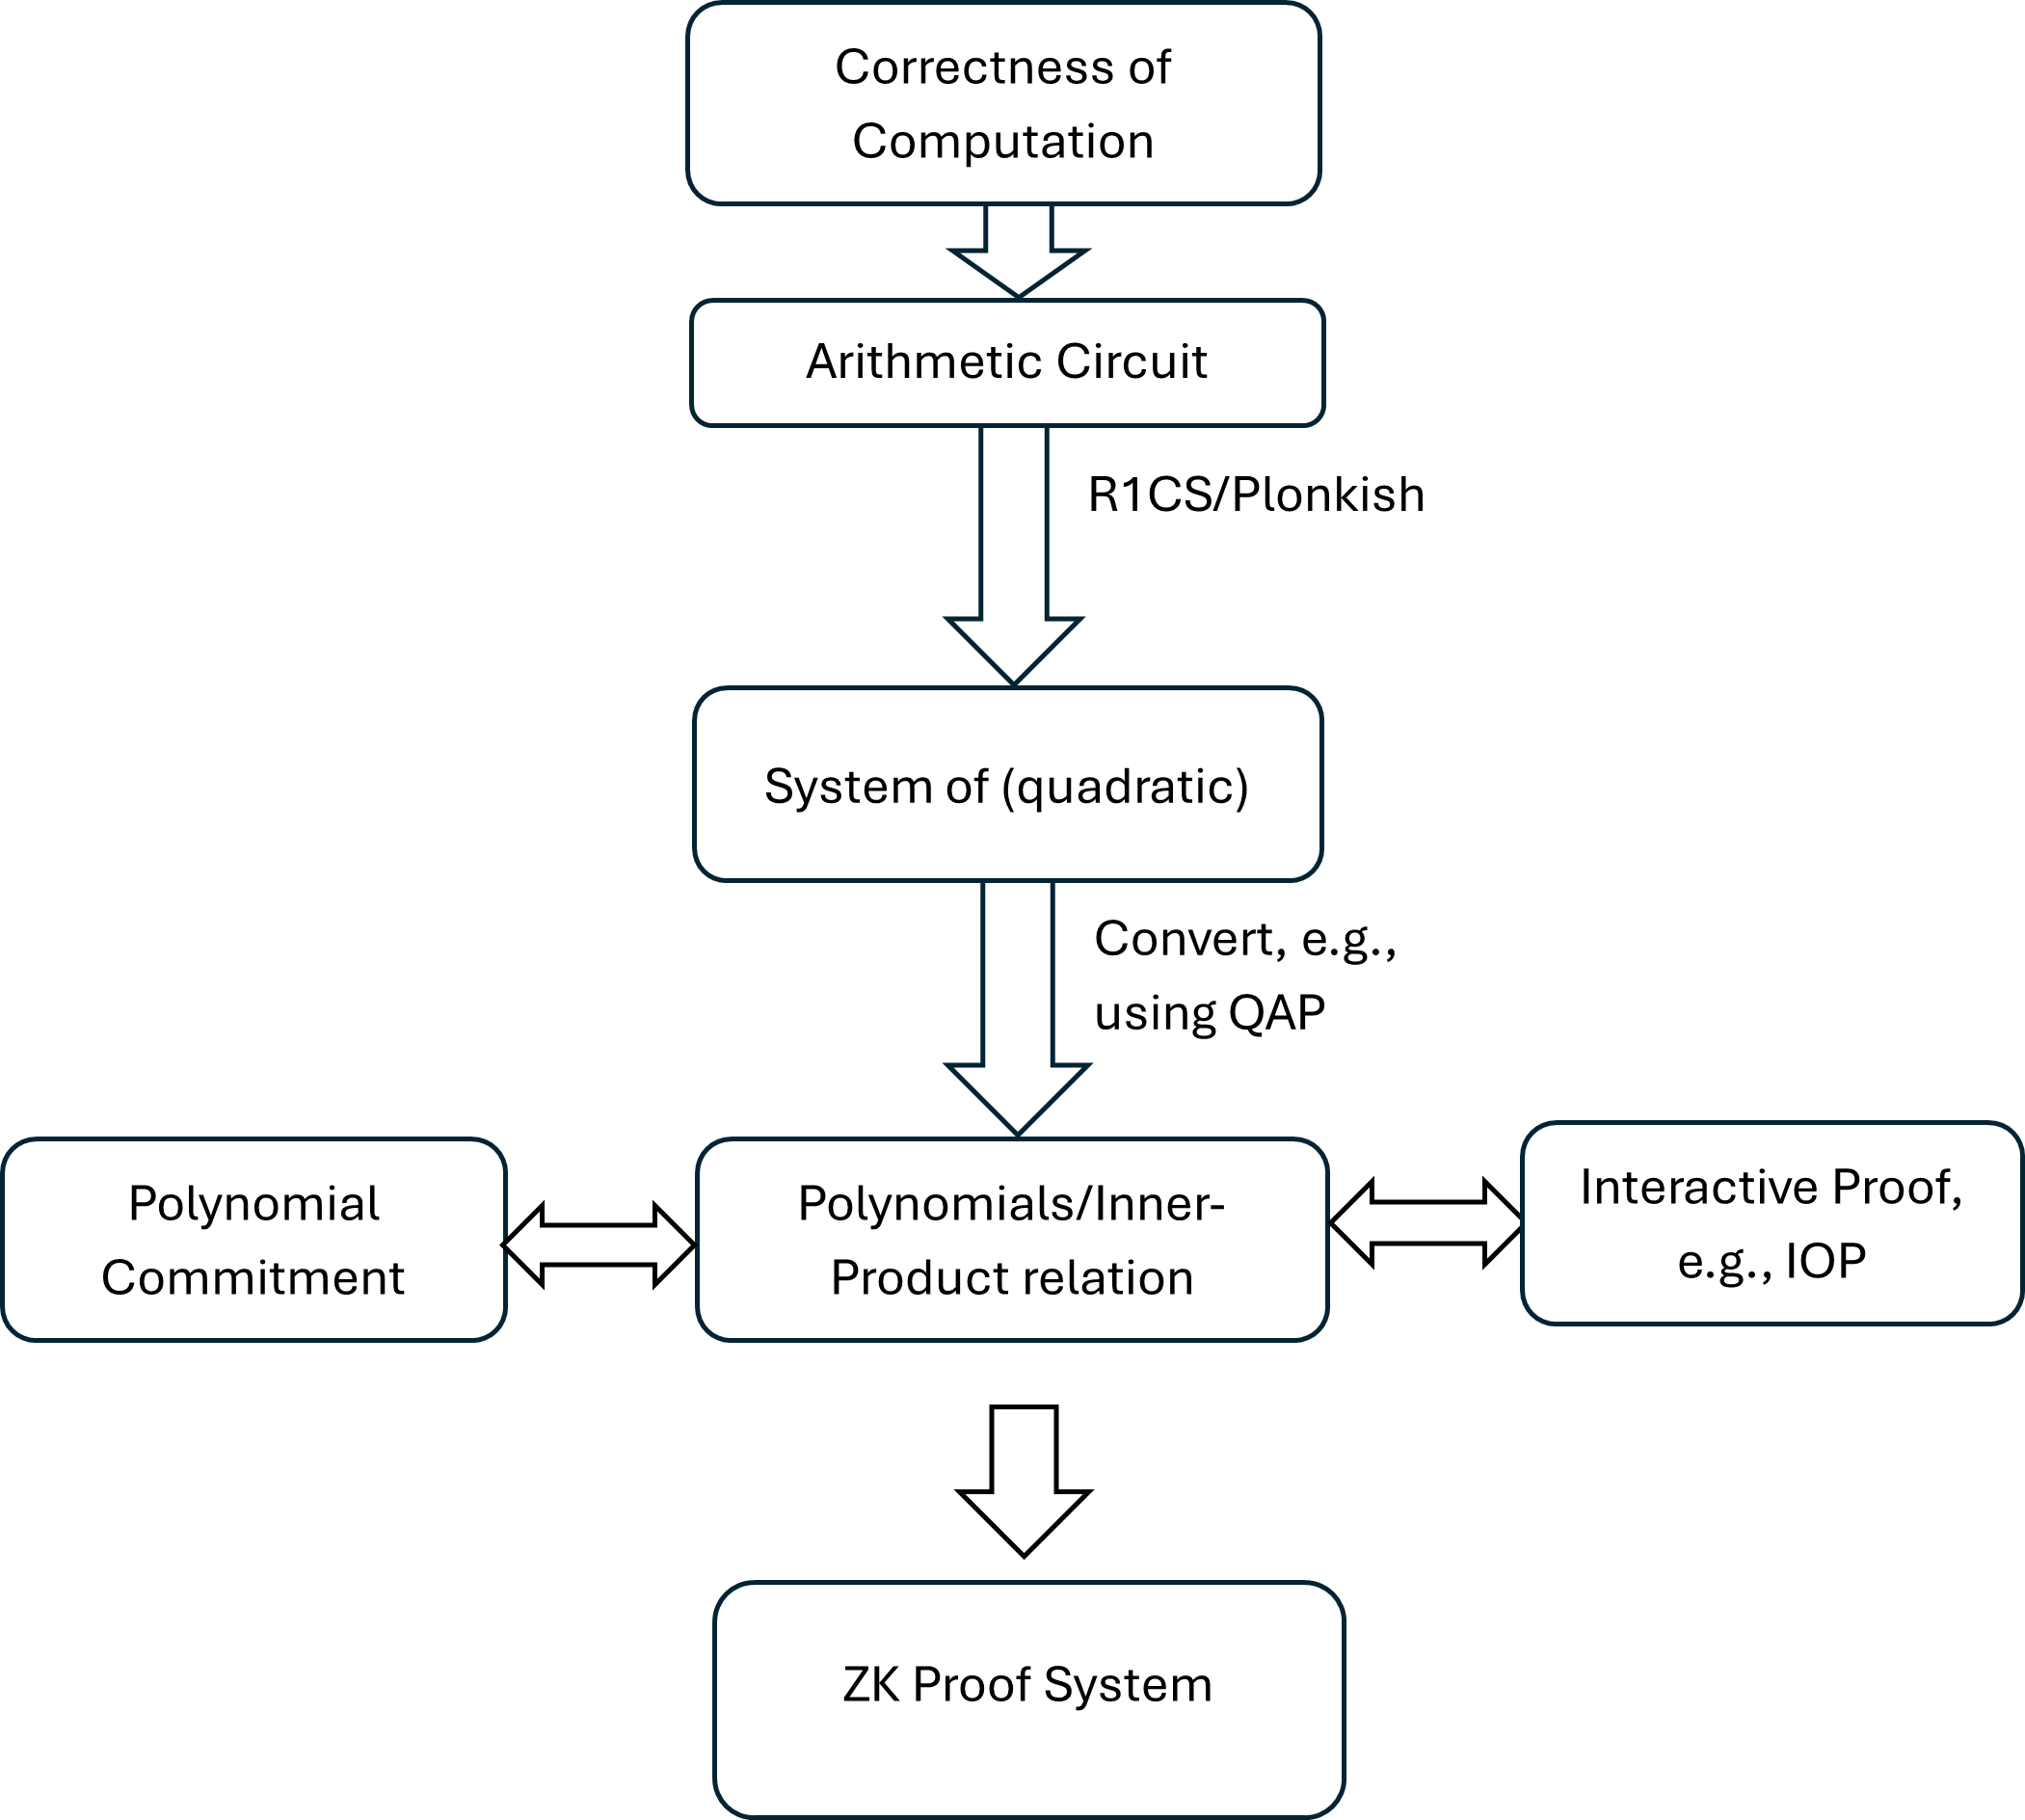 Correctness of
Computation
Arithmetic Circuit
R1CS/Plonkish
System of (quadratic)
Convert, e.g.,
using QAP
Polynomial
Commitment
Polynomials/Inner-
Product relation
Interactive Proof,
e.g., IOP
ZK Proof System